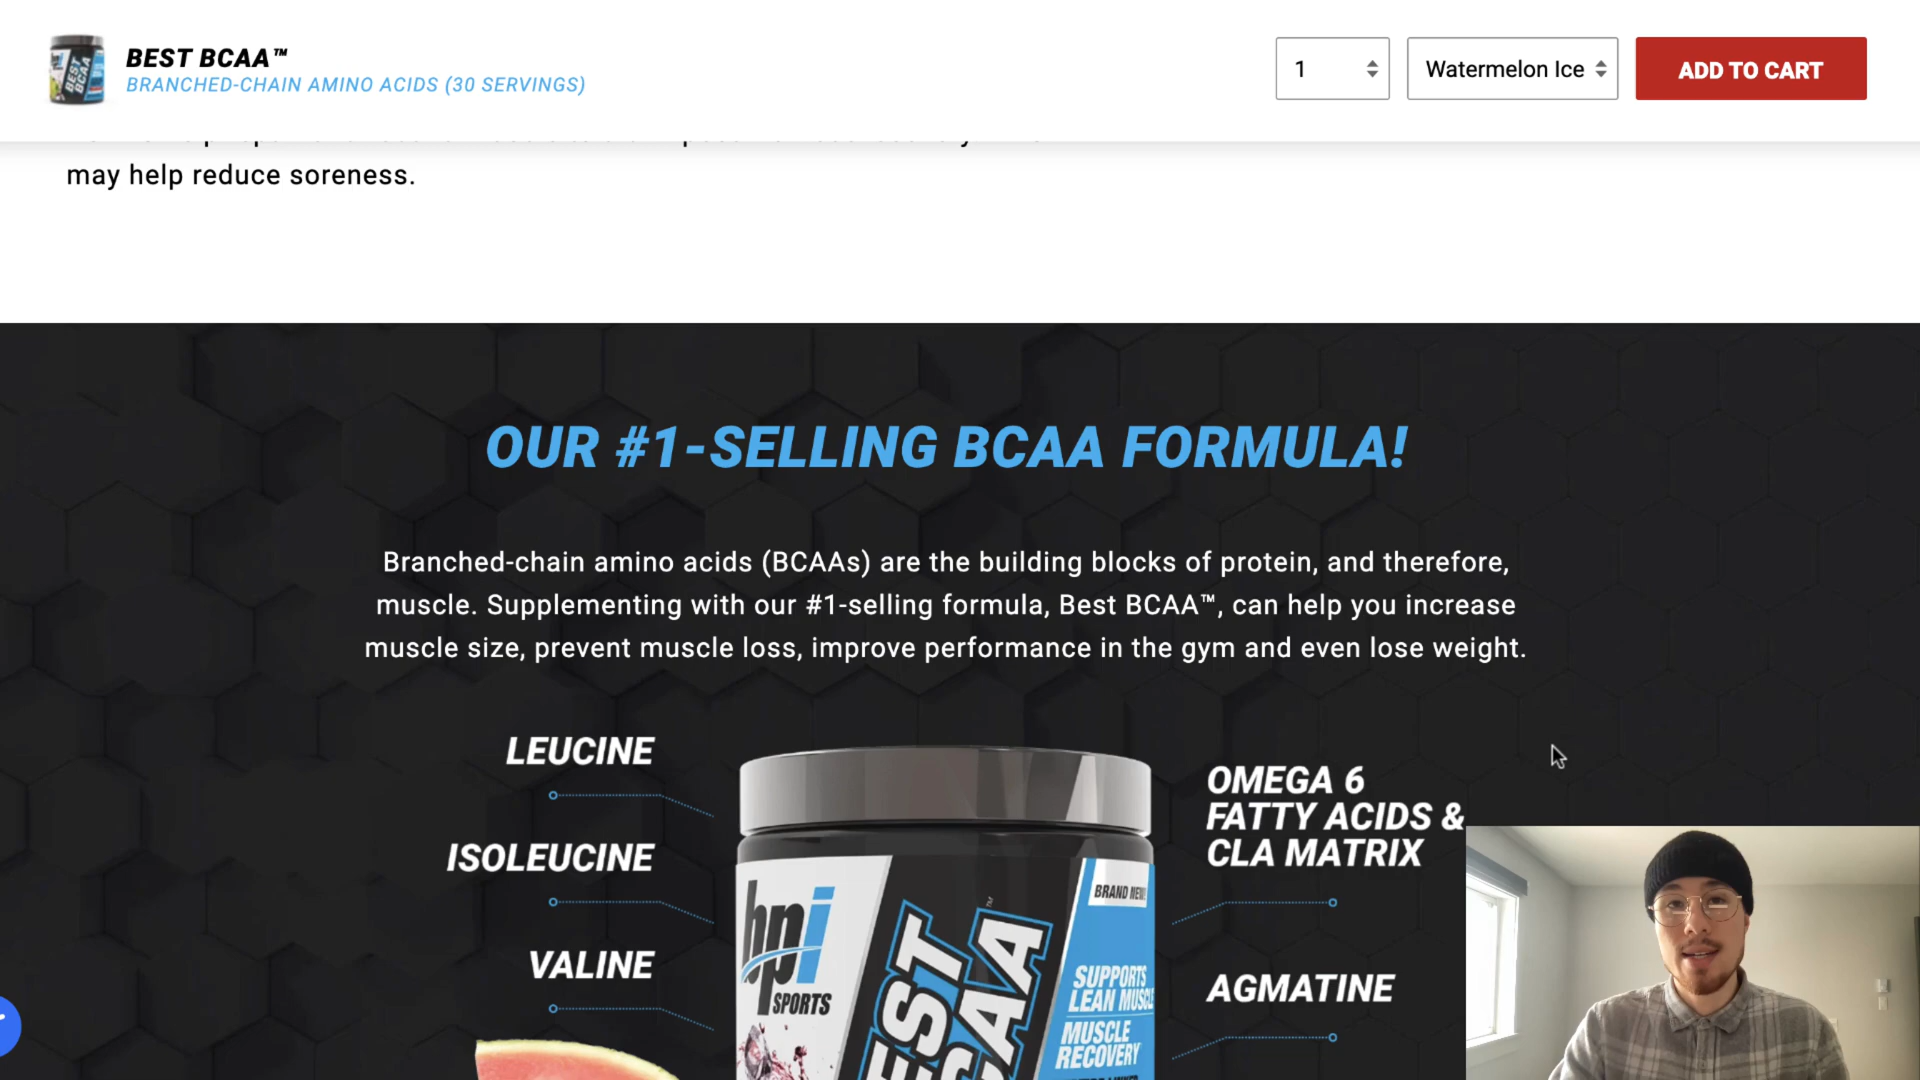 BEST BCAA™
BRANCHED-CHAIN AMINO ACIDS (30 SERVINGS)
1
Watermelon Ice
ADD TO CART
may help reduce soreness.
OUR #1-SELLING BCAA FORMULA!
Branched-chain amino acids (BCAAs) are the building blocks of protein, and therefore,
muscle. Supplementing with our #1-selling formula, Best BCAA™, can help you increase
muscle size, prevent muscle loss, improve performance in the gym and even lose weight.
LEUCINE
ISOLEUCINE
VALINE
OMEGA 6
FATTY ACIDS &
CLA MATRIX
AGMATINE
bpi
SPORTS
BEST
BCAA
BRAND NEW!
SUPPORTS
LEAN MUSCLE
MUSCLE
RECOVERY